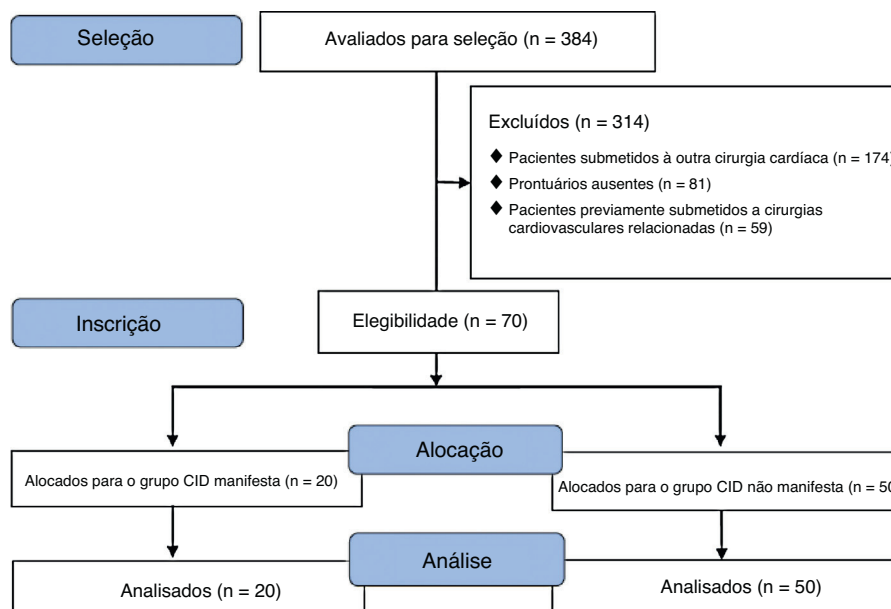 Seleção
Avaliados para seleção (n = 384)
Excluídos (n = 314)
♦ Pacientes submetidos à outra cirurgia cardíaca (n = 174)
♦ Prontuários ausentes (n = 81)
♦ Pacientes previamente submetidos a cirurgias
cardiovasculares relacionadas (n = 59)
Inscrição
Elegibilidade (n = 70)
Alocação
Alocados para o grupo CID manifesta (n = 20)
Alocados para o grupo CID não manifesta (n = 50
Análise
Analisados (n = 20)
Analisados (n = 50)